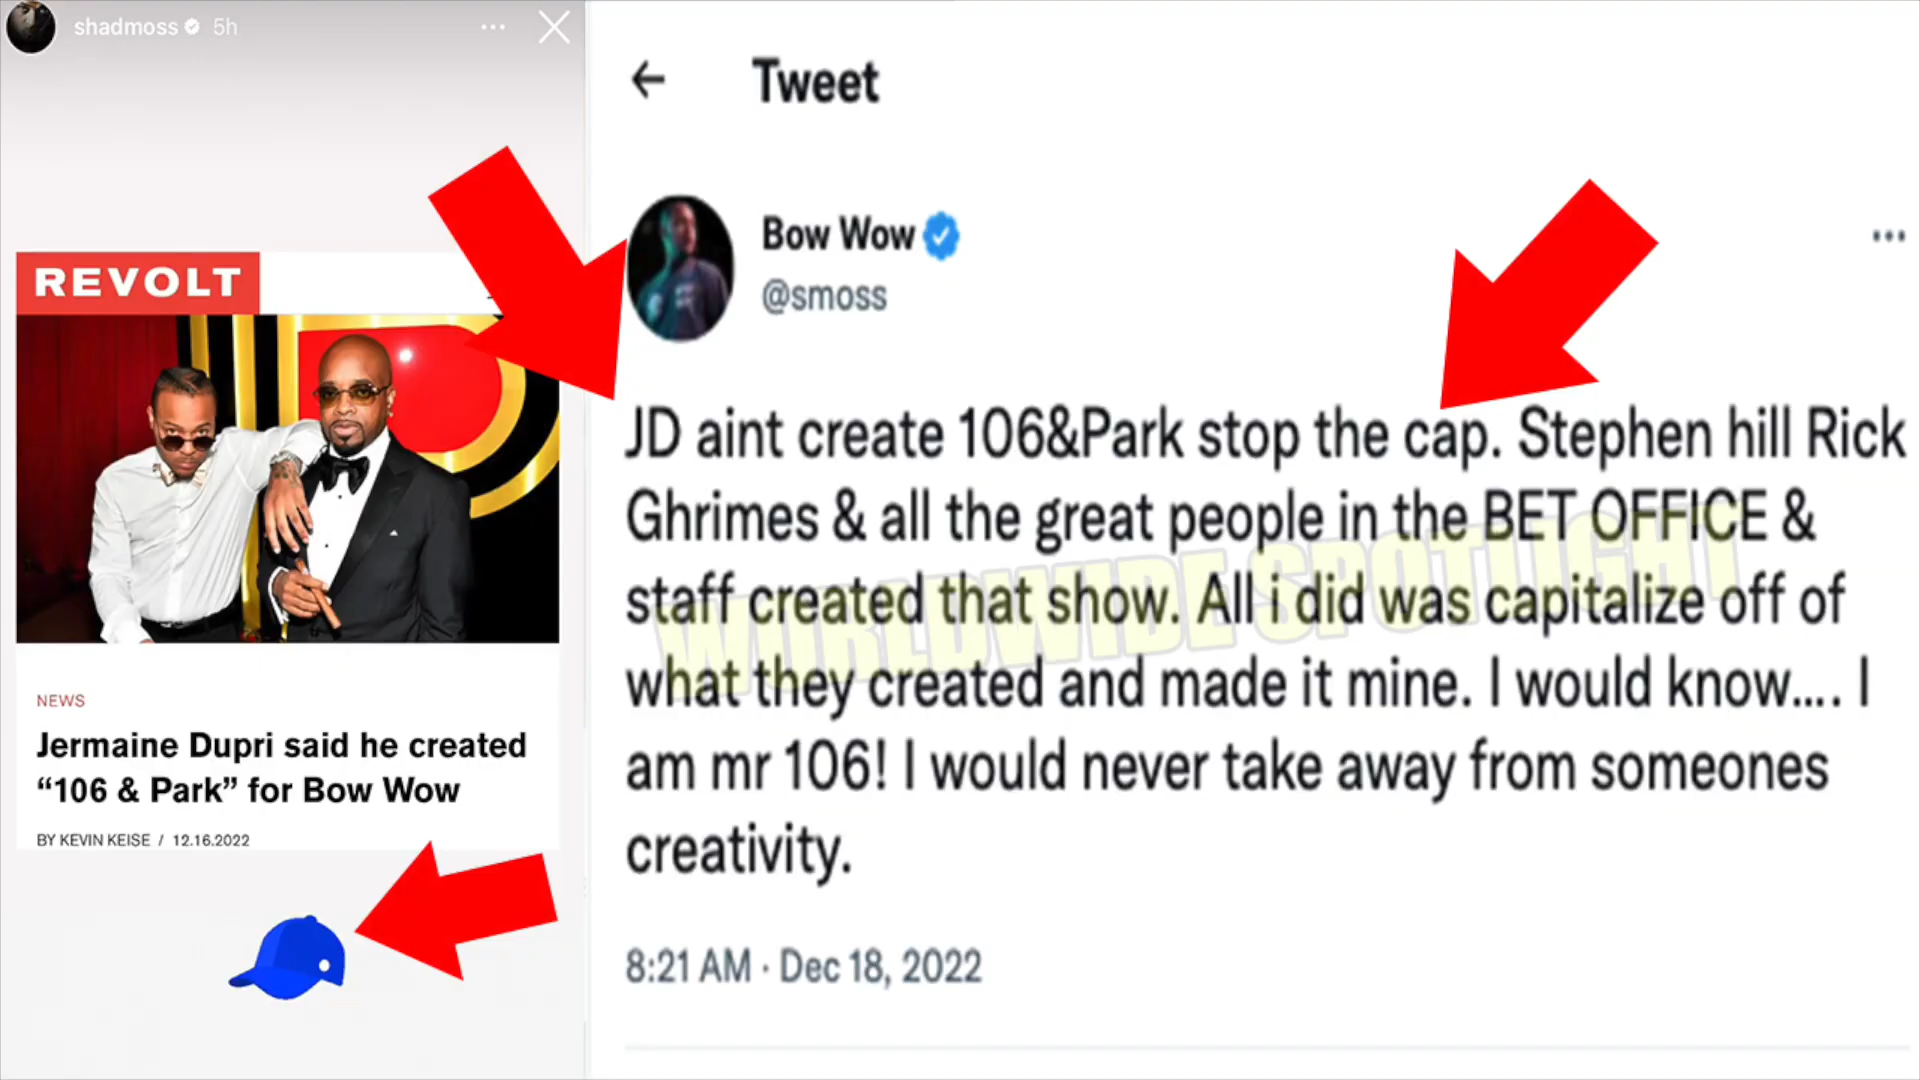 shadmoss 5h
REVOLT
NEWS
Jermaine Dupri said he created
“106 & Park” for Bow Wow
BY KEVIN KEISE / 12.16.2022
Tweet
Bow Wow
@smoss
JD aint create 106&Park stop the cap. Stephen hill Rick
Ghrimes & all the great people in the BET OFFICE &
staff created that show. All i did was capitalize off of
what they created and made it mine. I would know.... I
am mr 106! I would never take away from someones
creativity.
WORLDWIDE SPOTLIGHT
8:21 AM · Dec 18, 2022